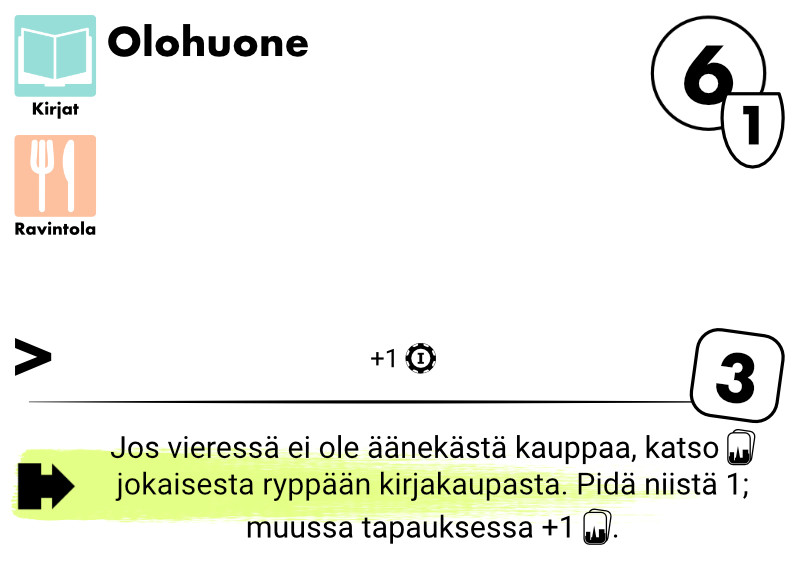 Olohuone
6
1
Kirjat
Ravintola
>
+1 I
3
Jos vieressä ei ole äänekästä kauppaa, katso
jokaisesta ryppään kirjakaupasta. Pidä niistä 1;
muussa tapauksessa +1 .